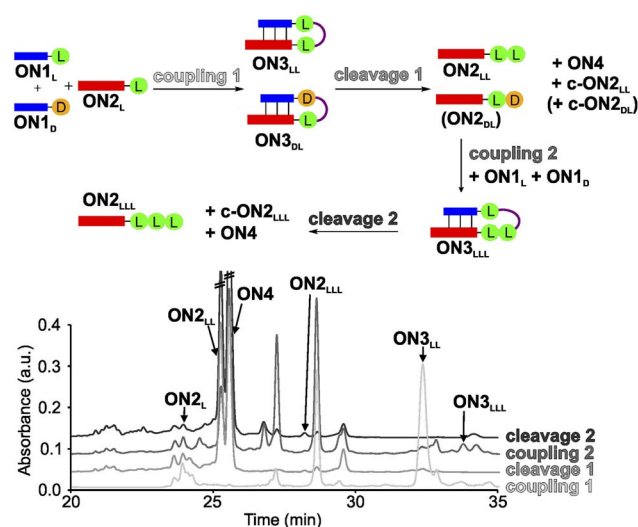 L
ON1L
+
D
ON1D
+
L
ON2L
coupling 1
L
L
ON3LL
D
L
ON3DL
cleavage 1
L L
ON2LL
L D
(ON2DL)
+ ON4
+ c-ON2LL
(+ c-ON2DL)
coupling 2
+ ON1L + ON1D
L
L L
ON3LLL
cleavage 2
ON2LLL
L L L
+ c-ON2LLL
+ ON4
Absorbance (a.u.)
0.4
0.3
0.2
0.1
0.0
ON2L
ON2LL
ON4
ON2LLL
ON3LL
ON3LLL
cleavage 2
coupling 2
cleavage 1
coupling 1
20 25 30 35
Time (min)